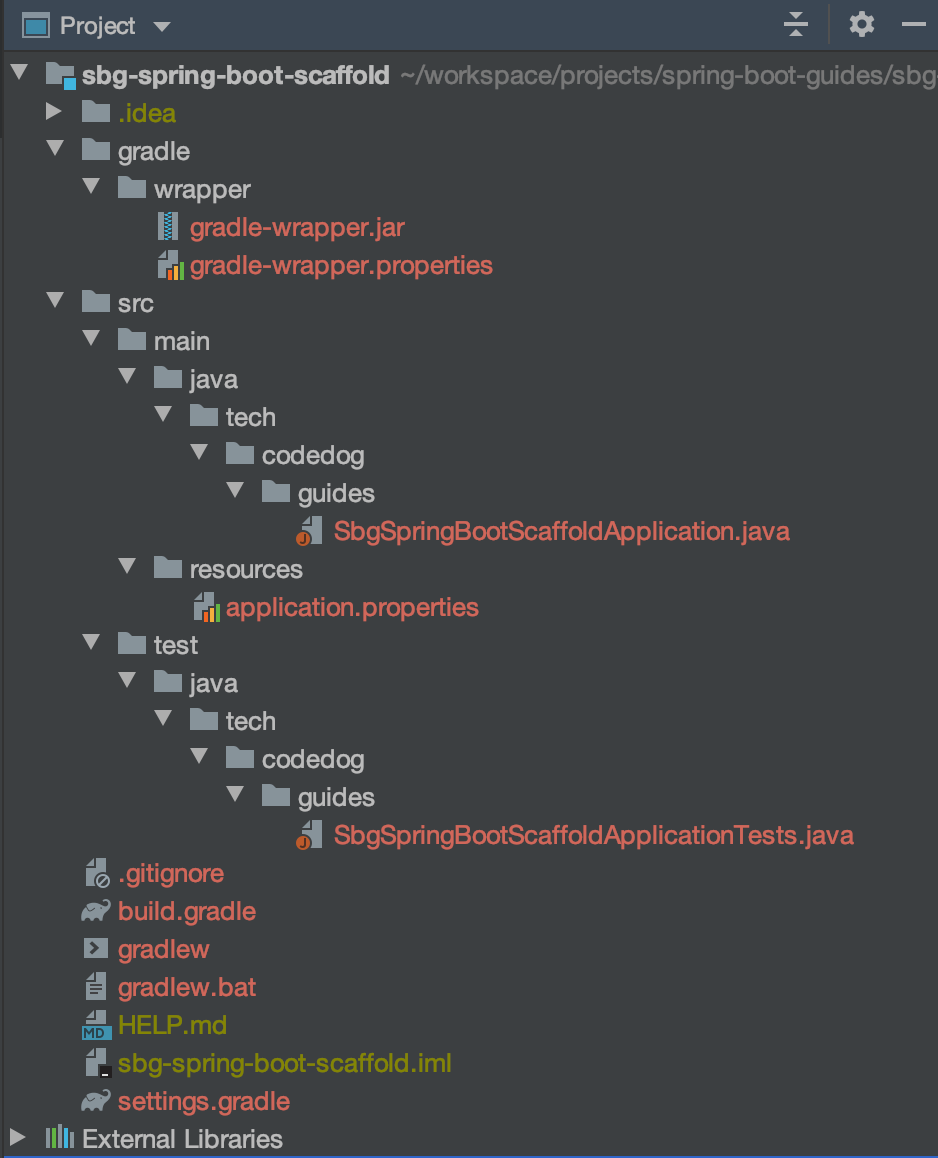 Project
sbg-spring-boot-scaffold ~/workspace/projects/spring-boot-guides/sbg-
.idea
gradle
wrapper
gradle-wrapper.jar
gradle-wrapper.properties
src
main
java
tech
codedog
guides
SbgSpringBootScaffoldApplication.java
resources
application.properties
test
java
tech
codedog
guides
SbgSpringBootScaffoldApplicationTests.java
.gitignore
build.gradle
gradlew
gradlew.bat
MD HELP.md
sbg-spring-boot-scaffold.iml
settings.gradle
External Libraries